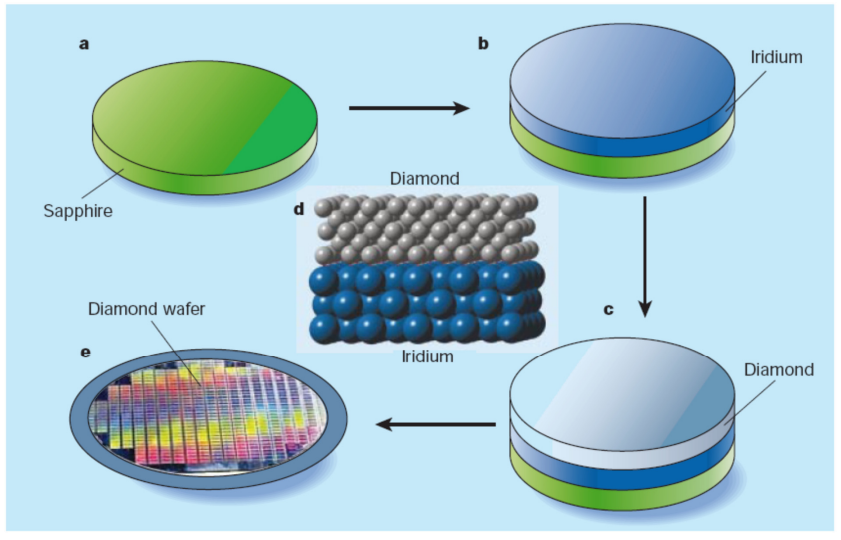 a
Sapphire
b
Iridium
Diamond
d
Iridium
c
Diamond
Diamond wafer
e